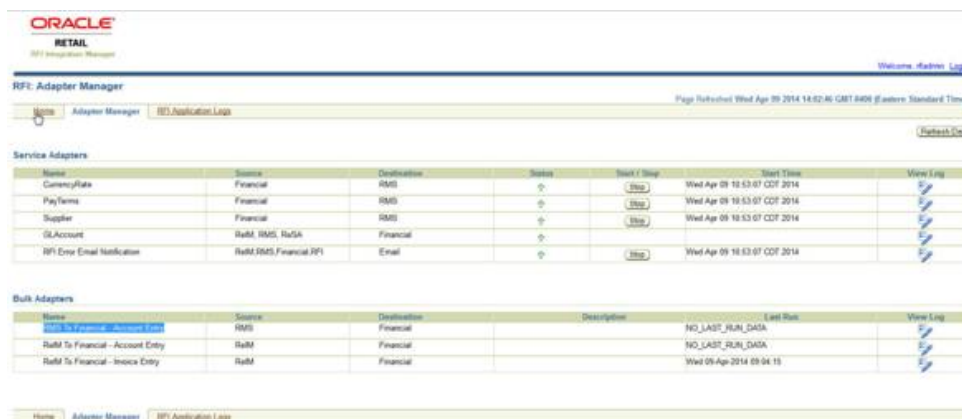 ORACLE
RETAIL
RFI Integration Manager
Welcome, rfiadmin Log
RFI: Adapter Manager
Page Refreshed Wed Apr 09 2014 14:02:46 GMT-0400 (Eastern Standard Time
Home Adapter Manager RFI Application Logs
Refresh De
Service Adapters
Name Source Destination Status Start / Stop Start Time View Log
CurrencyRate Financial RMS Stop Wed Apr 09 10:53:07 CDT 2014
PayTerms Financial RMS Stop Wed Apr 09 10:53:07 CDT 2014
Supplier Financial RMS Stop Wed Apr 09 10:53:07 CDT 2014
GLAccount ReIM, RMS, ReSA Financial
RFI Error Email Notification ReIM,RMS,Financial,RFI Email Stop Wed Apr 09 10:53:07 CDT 2014
Bulk Adapters
Name Source Destination Description Last Run View Log
RMS To Financial - Account Entry RMS Financial NO_LAST_RUN_DATA
ReIM To Financial - Account Entry ReIM Financial NO_LAST_RUN_DATA
ReIM To Financial - Invoice Entry ReIM Financial Wed 09-Apr-2014 09:04:15
Home Adapter Manager RFI Application Logs